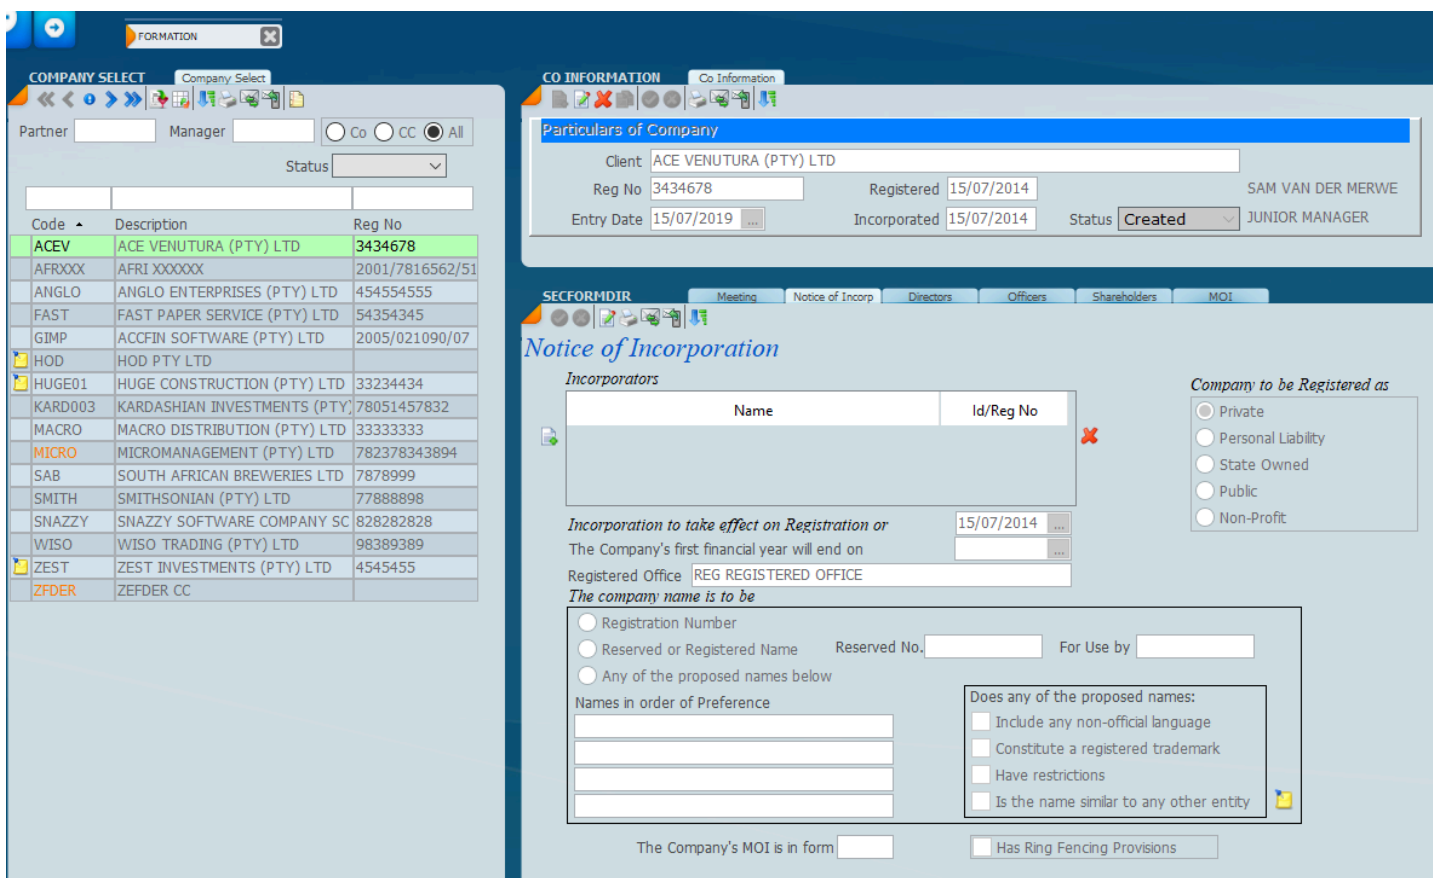 FORMATION
COMPANY SELECT Company Select
Partner Manager Co CC All
Status
Code Description Reg No
ACEV ACE VENUTURA (PTY) LTD 3434678
AFRXXX AFRI XXXXXX 2001/7816562/51
ANGLO ANGLO ENTERPRISES (PTY) LTD 454554555
FAST FAST PAPER SERVICE (PTY) LTD 54354345
GIMP ACCFIN SOFTWARE (PTY) LTD 2005/021090/07
HOD HOD PTY LTD
HUGE01 HUGE CONSTRUCTION (PTY) LTD 33234434
KARD003 KARDASHIAN INVESTMENTS (PTY) 78051457832
MACRO MACRO DISTRIBUTION (PTY) LTD 33333333
MICRO MICROMANAGEMENT (PTY) LTD 782378343894
SAB SOUTH AFRICAN BREWERIES LTD 7878999
SMITH SMITHSONIAN (PTY) LTD 77888898
SNAZZY SNAZZY SOFTWARE COMPANY SC 828282828
WISO WISO TRADING (PTY) LTD 98389389
ZEST ZEST INVESTMENTS (PTY) LTD 4545455
ZFDER ZEFDER CC
CO INFORMATION Co Information
Particulars of Company
Client ACE VENUTURA (PTY) LTD
Reg No 3434678 Registered 15/07/2014 SAM VAN DER MERWE
Entry Date 15/07/2019 ... Incorporated 15/07/2014 Status Created JUNIOR MANAGER
SECFORMDIR Meeting Notice of Incorp Directors Officers Shareholders MOI
Notice of Incorporation
Incorporators
Name Id/Reg No
Company to be Registered as
Private
Personal Liability
State Owned
Public
Non-Profit
Incorporation to take effect on Registration or 15/07/2014 ...
The Company's first financial year will end on ...
Registered Office REG REGISTERED OFFICE
The company name is to be
Registration Number
Reserved or Registered Name Reserved No. For Use by
Any of the proposed names below
Names in order of Preference
Does any of the proposed names:
Include any non-official language
Constitute a registered trademark
Have restrictions
Is the name similar to any other entity
The Company's MOI is in form Has Ring Fencing Provisions